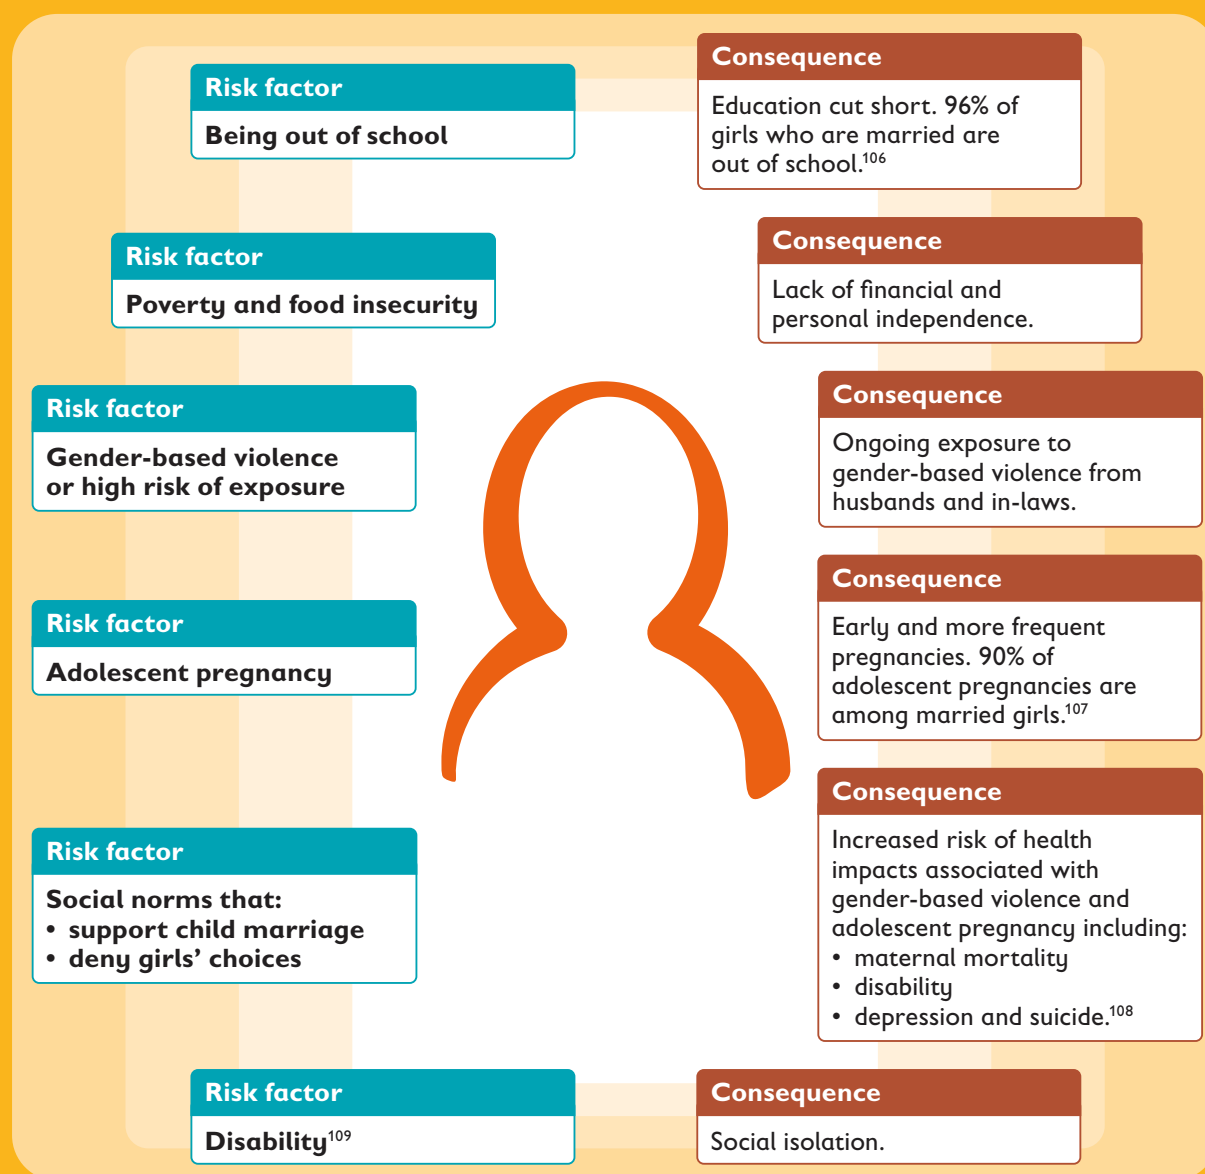 Risk factor
Being out of school
Risk factor
Poverty and food insecurity
Risk factor
Gender-based violence
or high risk of exposure
Risk factor
Adolescent pregnancy
Risk factor
Social norms that:
• support child marriage
• deny girls’ choices
Risk factor
Disability¹⁰⁹
Consequence
Education cut short. 96% of
girls who are married are
out of school.¹⁰⁶
Consequence
Lack of financial and
personal independence.
Consequence
Ongoing exposure to
gender-based violence from
husbands and in-laws.
Consequence
Early and more frequent
pregnancies. 90% of
adolescent pregnancies are
among married girls.¹⁰⁷
Consequence
Increased risk of health
impacts associated with
gender-based violence and
adolescent pregnancy including:
• maternal mortality
• disability
• depression and suicide.¹⁰⁸
Consequence
Social isolation.